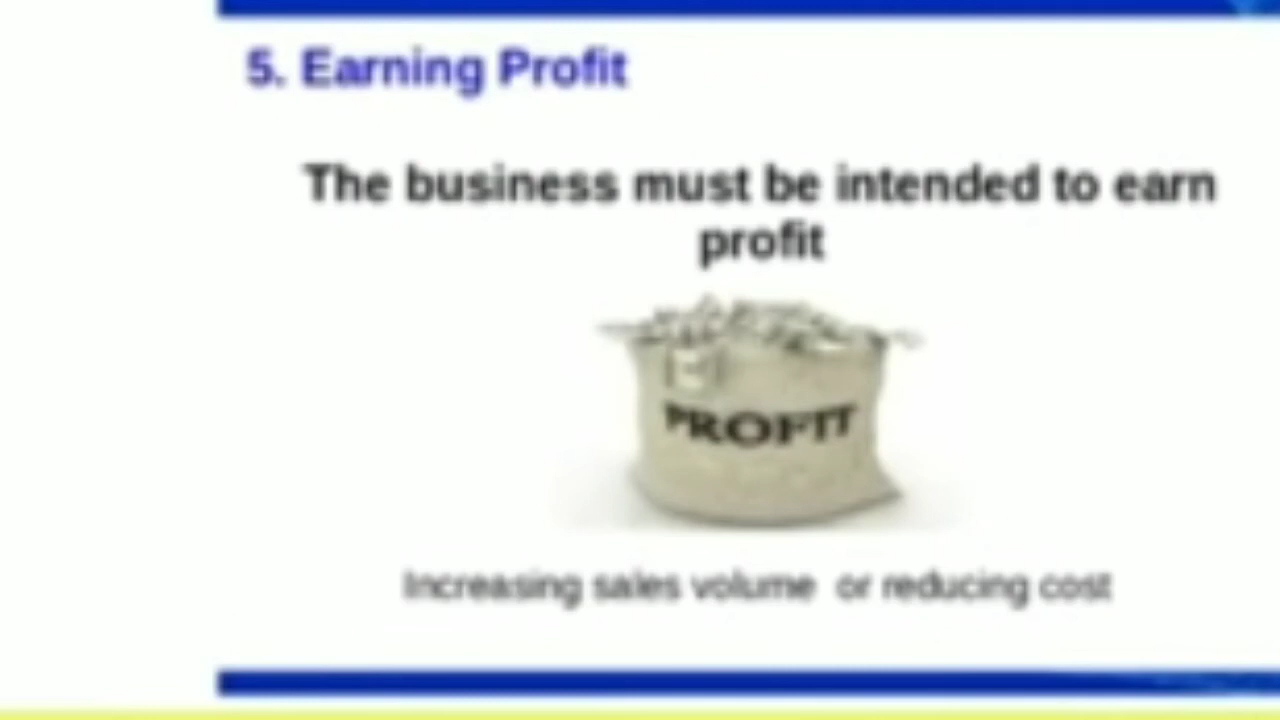 5. Earning Profit
The business must be intended to earn
profit
PROFIT
Increasing sales volume or reducing cost